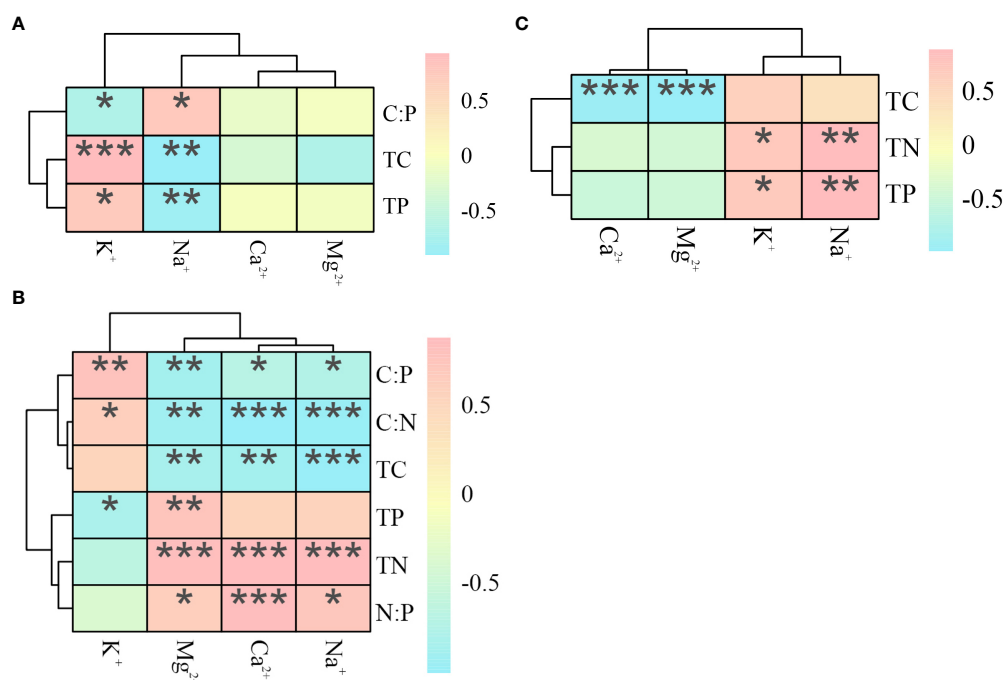 A
* *
*** **
* **
C:P
TC
TP
K+ Na+ Ca2+ Mg2+
0.5
0
-0.5
C
*** ***
* **
* **
TC
TN
TP
Ca2+ Mg2+ K+ Na+
0.5
0
-0.5
B
** ** * *
* ** *** ***
** ** ***
* **
*** *** ***
* *** *
C:P
C:N
TC
TP
TN
N:P
K+ Mg2 Ca2+ Na+
0.5
0
-0.5